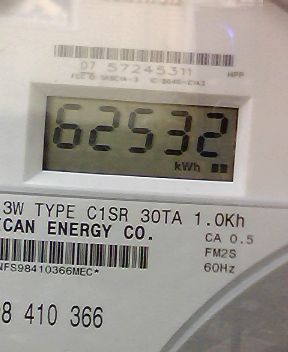 07 57245311
HPP
62532
kWh
3W TYPE C1SR 30TA 1.0Kh
CAN ENERGY CO.
CA 0.5
FM2S
60Hz
NFS98410366MEC*
8 410 366